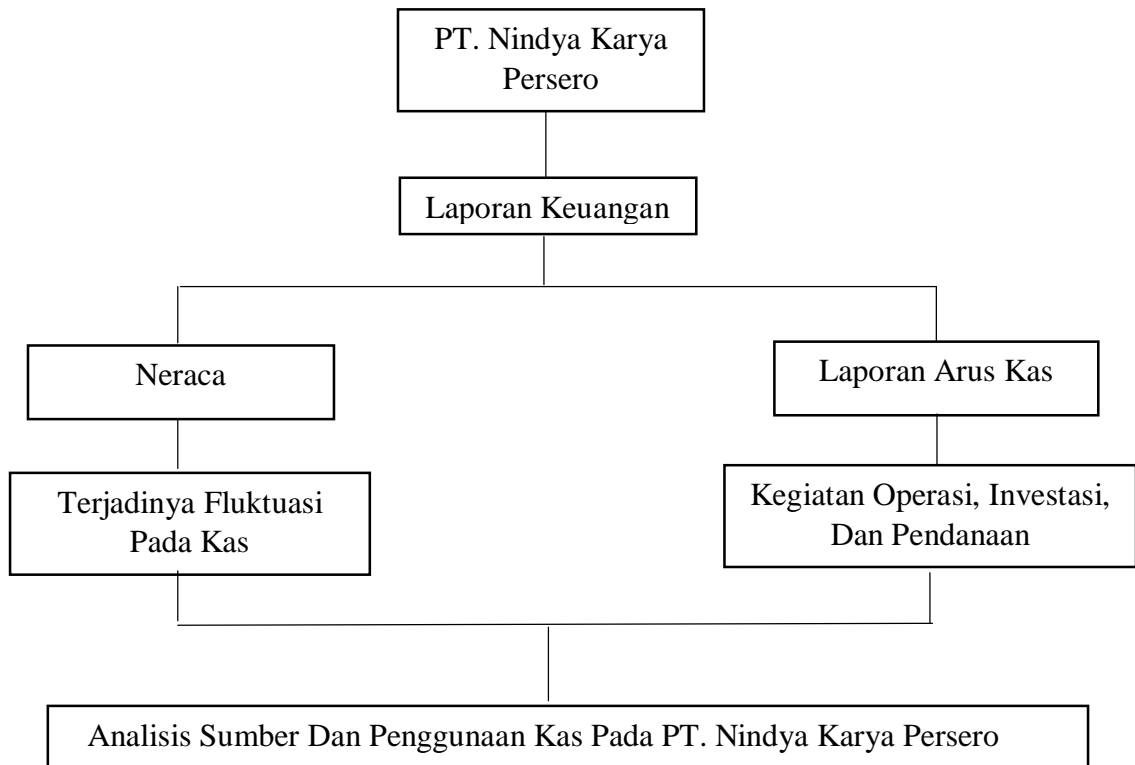 PT. Nindya Karya
Persero
Laporan Keuangan
Neraca
Laporan Arus Kas
Terjadinya Fluktuasi
Pada Kas
Kegiatan Operasi, Investasi,
Dan Pendanaan
Analisis Sumber Dan Penggunaan Kas Pada PT. Nindya Karya Persero